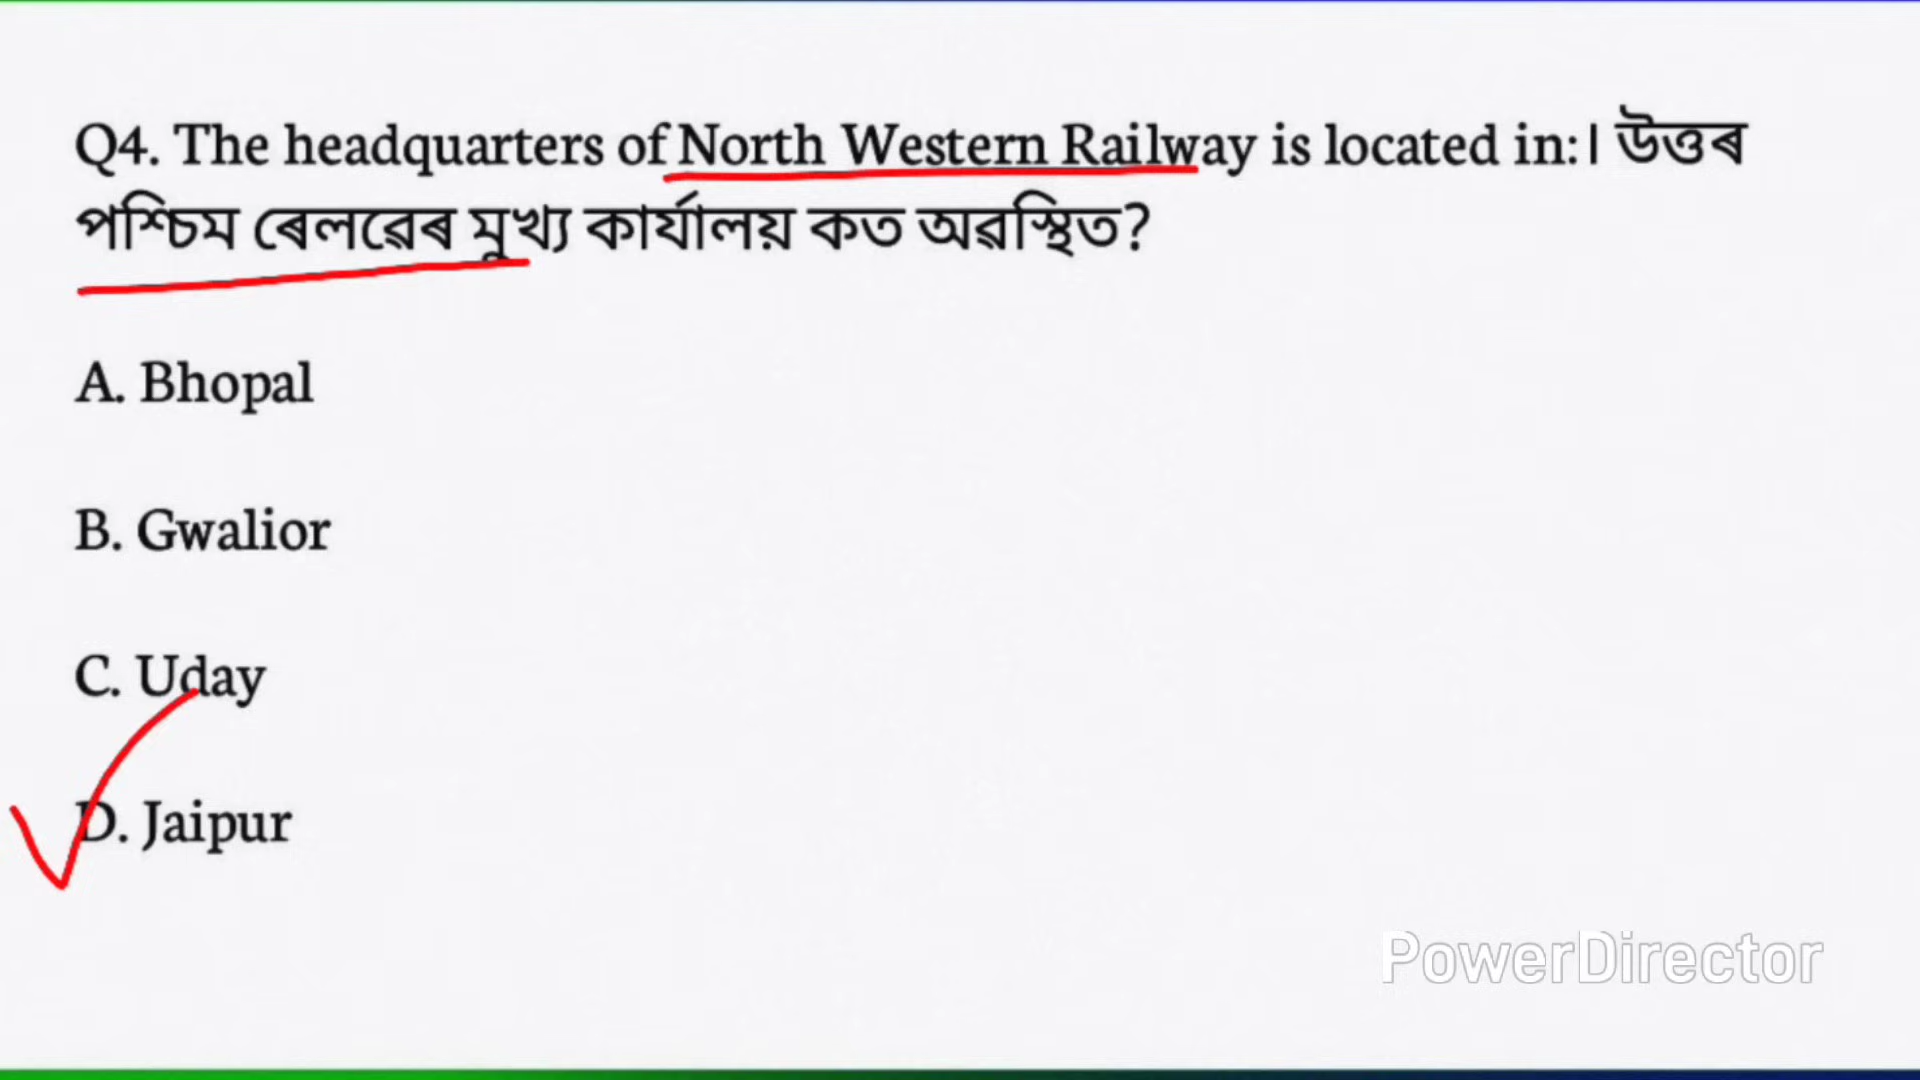 Q4. The headquarters of North Western Railway is located in:। উত্তৰ
পশ্চিম ৰেলৱেৰ মুখ্য কাৰ্যালয় কত অৱস্থিত?
A. Bhopal
B. Gwalior
C. Uday
D. Jaipur
PowerDirector